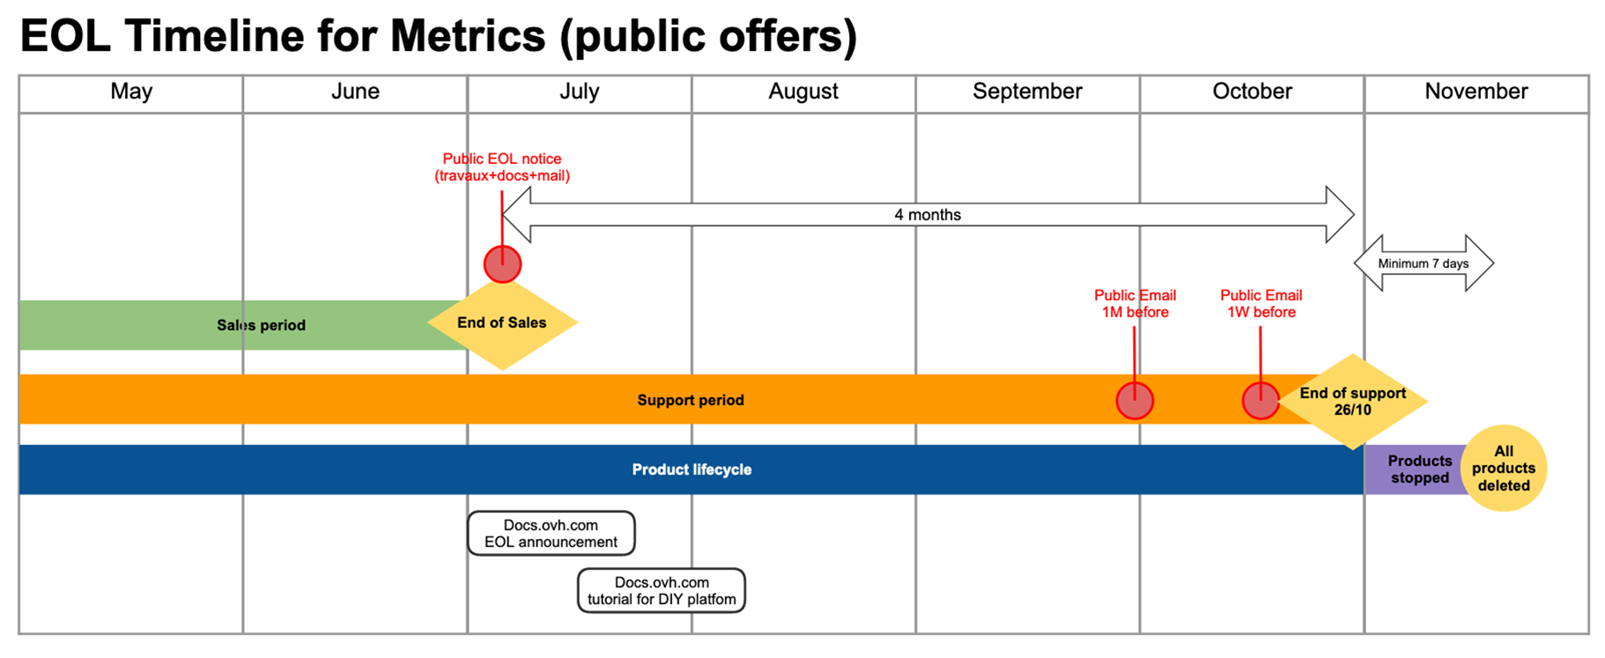 EOL Timeline for Metrics (public offers)
May
June
July
August
September
October
November
Public EOL notice
(travaux+docs+mail)
4 months
Minimum 7 days
Public Email
1M before
Public Email
1W before
Sales period
End of Sales
Support period
End of support
26/10
Product lifecycle
Products
stopped
All
products
deleted
Docs.ovh.com
EOL announcement
Docs.ovh.com
tutorial for DIY platfom